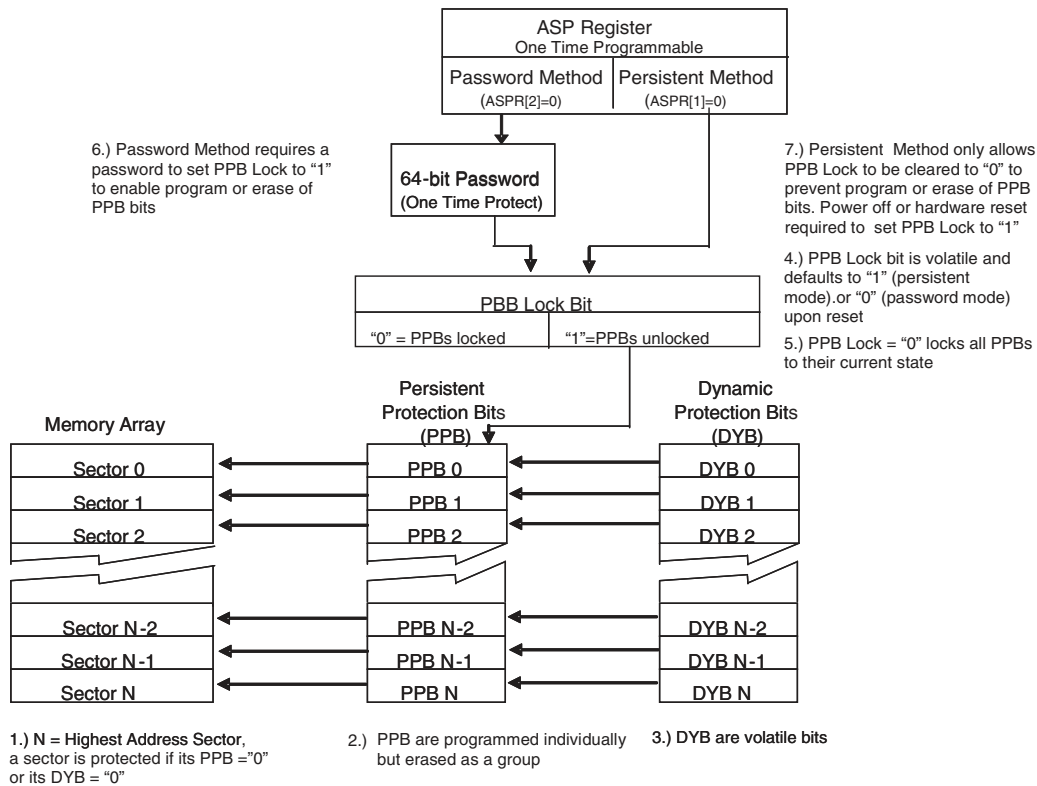 ASP Register
One Time Programmable
Password Method
(ASPR[2]=0)
Persistent Method
(ASPR[1]=0)
6.) Password Method requires a
password to set PPB Lock to “1”
to enable program or erase of
PPB bits
64-bit Password
(One Time Protect)
7.) Persistent Method only allows
PPB Lock to be cleared to “0” to
prevent program or erase of PPB
bits. Power off or hardware reset
required to set PPB Lock to “1”
4.) PPB Lock bit is volatile and
defaults to “1” (persistent
mode).or “0” (password mode)
upon reset
5.) PPB Lock = “0” locks all PPBs
to their current state
PBB Lock Bit
“0” = PPBs locked
“1”=PPBs unlocked
Memory Array
Persistent
Protection Bits
(PPB)
Dynamic
Protection Bits
(DYB)
Sector 0
PPB 0
DYB 0
Sector 1
PPB 1
DYB 1
Sector 2
PPB 2
DYB 2
Sector N-2
PPB N-2
DYB N-2
Sector N-1
PPB N-1
DYB N-1
Sector N
PPB N
DYB N
1.) N = Highest Address Sector,
a sector is protected if its PPB =”0”
or its DYB = “0”
2.) PPB are programmed individually
but erased as a group
3.) DYB are volatile bits